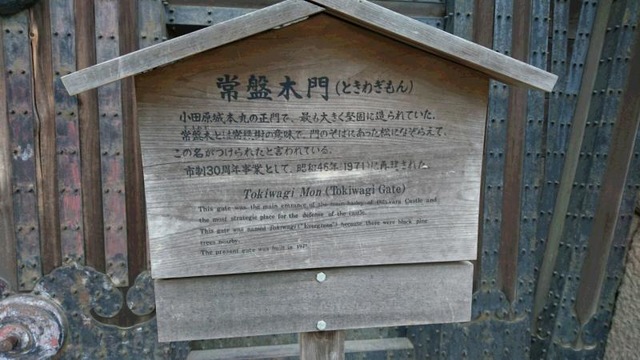 常盤木門(ときわぎもん)
小田原城本丸の正門で、最も大きく堅固に造られていた。
常盤木とは常緑樹の意味で、門のそばにあった松になぞらえて、
この名がつけられたと言われている。
市制30周年事業として、昭和46年(1971)に再建された。
Tokiwagi Mon (Tokiwagi Gate)
This gate was the main entrance of the main bailey of Odawara Castle and
the most strategic place for the defense of the castle.
This gate was named Tokiwagi ("Evergreen") because there were black pine
trees nearby.
The present gate was built in 1971.